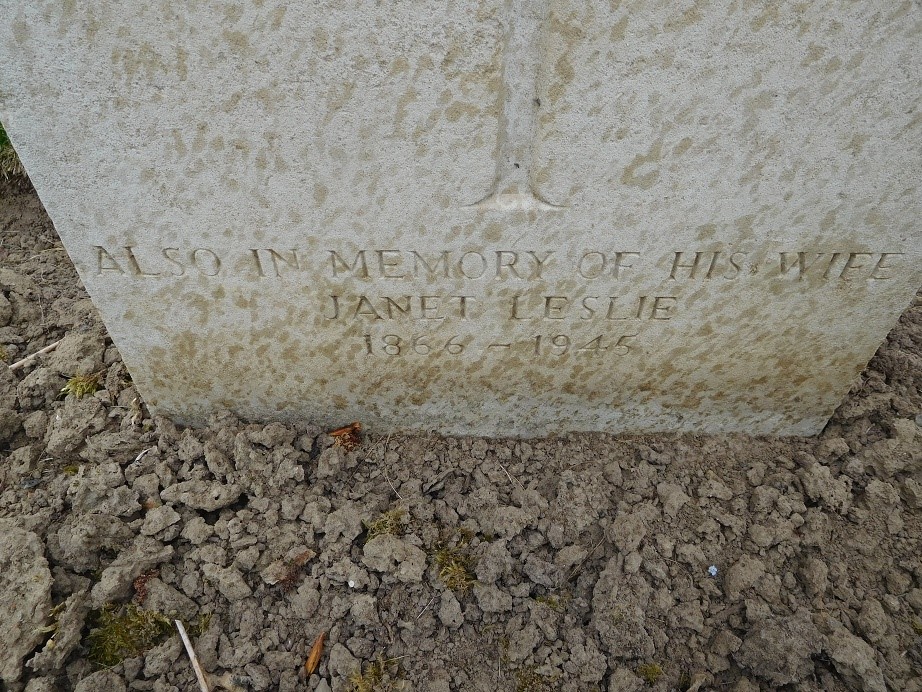 ALSO IN MEMORY OF HIS WIFE
JANET LESLIE
1866 - 1945